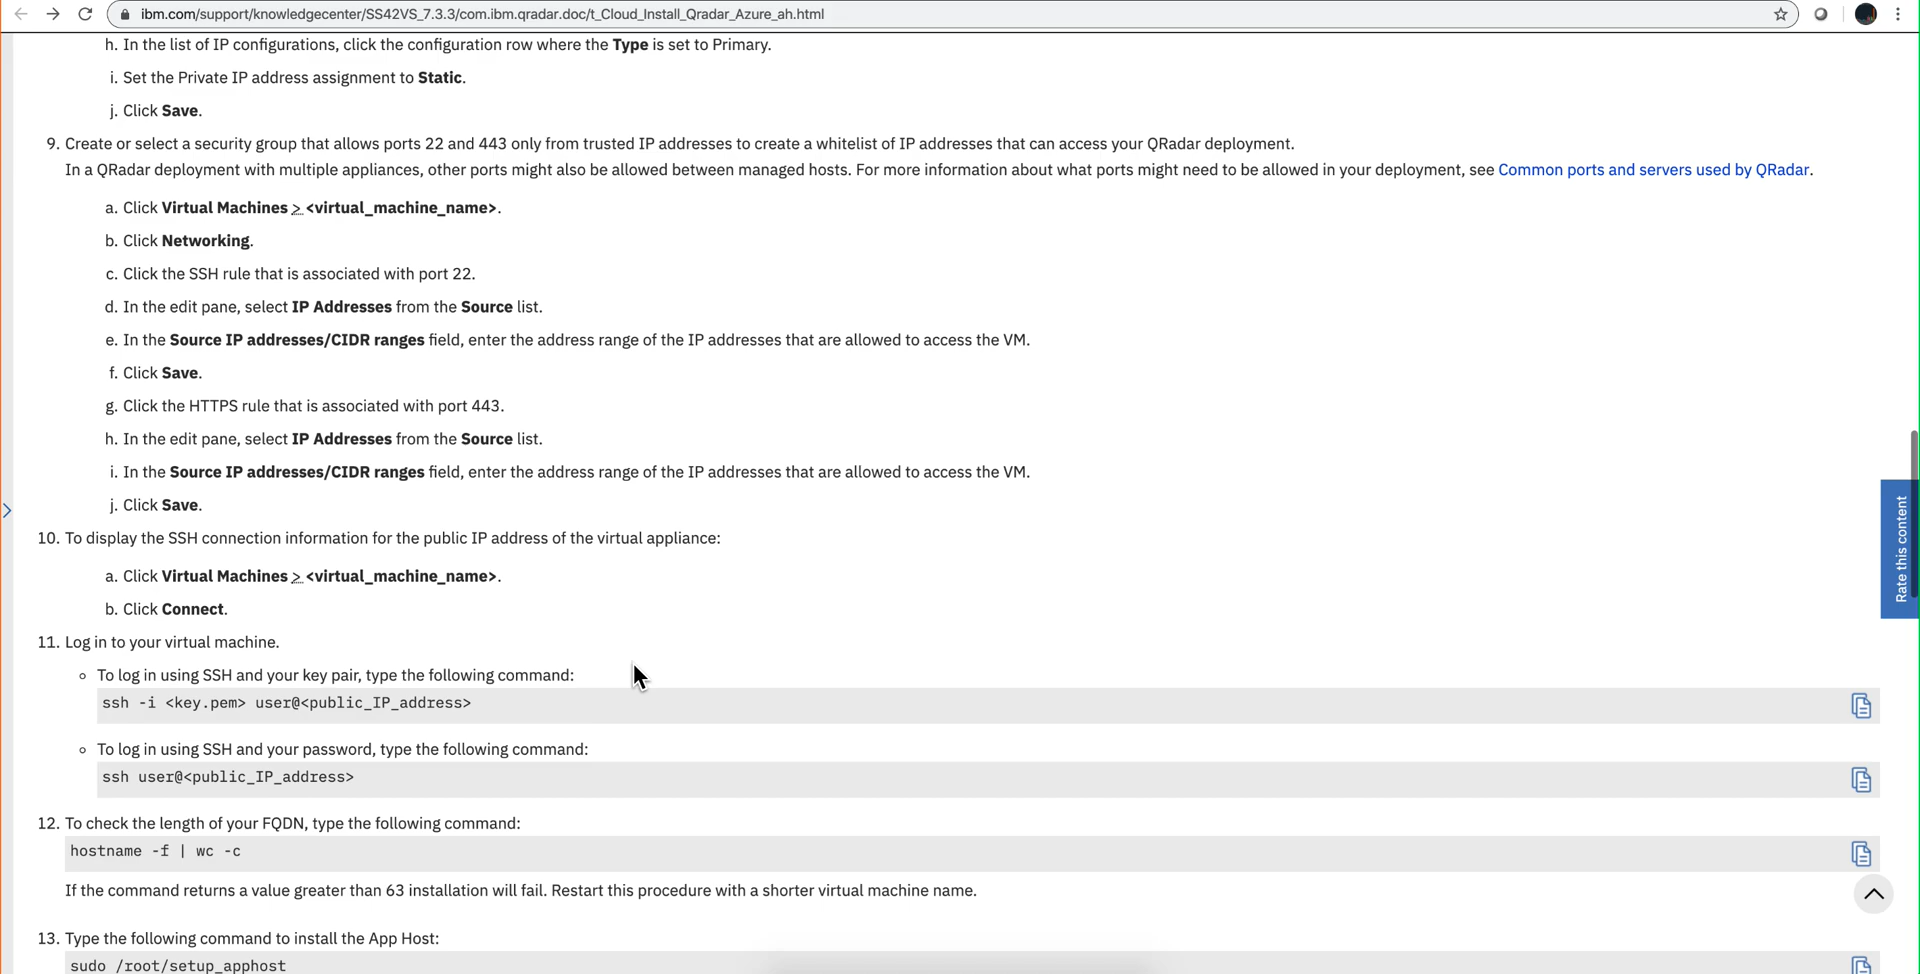 ibm.com/support/knowledgecenter/SS42VS_7.3.3/com.ibm.qradar.doc/t_Cloud_Install_Qradar_Azure_ah.html
h. In the list of IP configurations, click the configuration row where the Type is set to Primary.
i. Set the Private IP address assignment to Static.
j. Click Save.
9. Create or select a security group that allows ports 22 and 443 only from trusted IP addresses to create a whitelist of IP addresses that can access your QRadar deployment.
In a QRadar deployment with multiple appliances, other ports might also be allowed between managed hosts. For more information about what ports might need to be allowed in your deployment, see Common ports and servers used by QRadar.
a. Click Virtual Machines > <virtual_machine_name>.
b. Click Networking.
c. Click the SSH rule that is associated with port 22.
d. In the edit pane, select IP Addresses from the Source list.
e. In the Source IP addresses/CIDR ranges field, enter the address range of the IP addresses that are allowed to access the VM.
f. Click Save.
g. Click the HTTPS rule that is associated with port 443.
h. In the edit pane, select IP Addresses from the Source list.
i. In the Source IP addresses/CIDR ranges field, enter the address range of the IP addresses that are allowed to access the VM.
j. Click Save.
Rate this content
10. To display the SSH connection information for the public IP address of the virtual appliance:
a. Click Virtual Machines > <virtual_machine_name>.
b. Click Connect.
11. Log in to your virtual machine.
To log in using SSH and your key pair, type the following command:
ssh -i <key.pem> user@<public_IP_address>
To log in using SSH and your password, type the following command:
ssh user@<public_IP_address>
12. To check the length of your FQDN, type the following command:
hostname -f | wc -c
If the command returns a value greater than 63 installation will fail. Restart this procedure with a shorter virtual machine name.
13. Type the following command to install the App Host:
sudo /root/setup_apphost